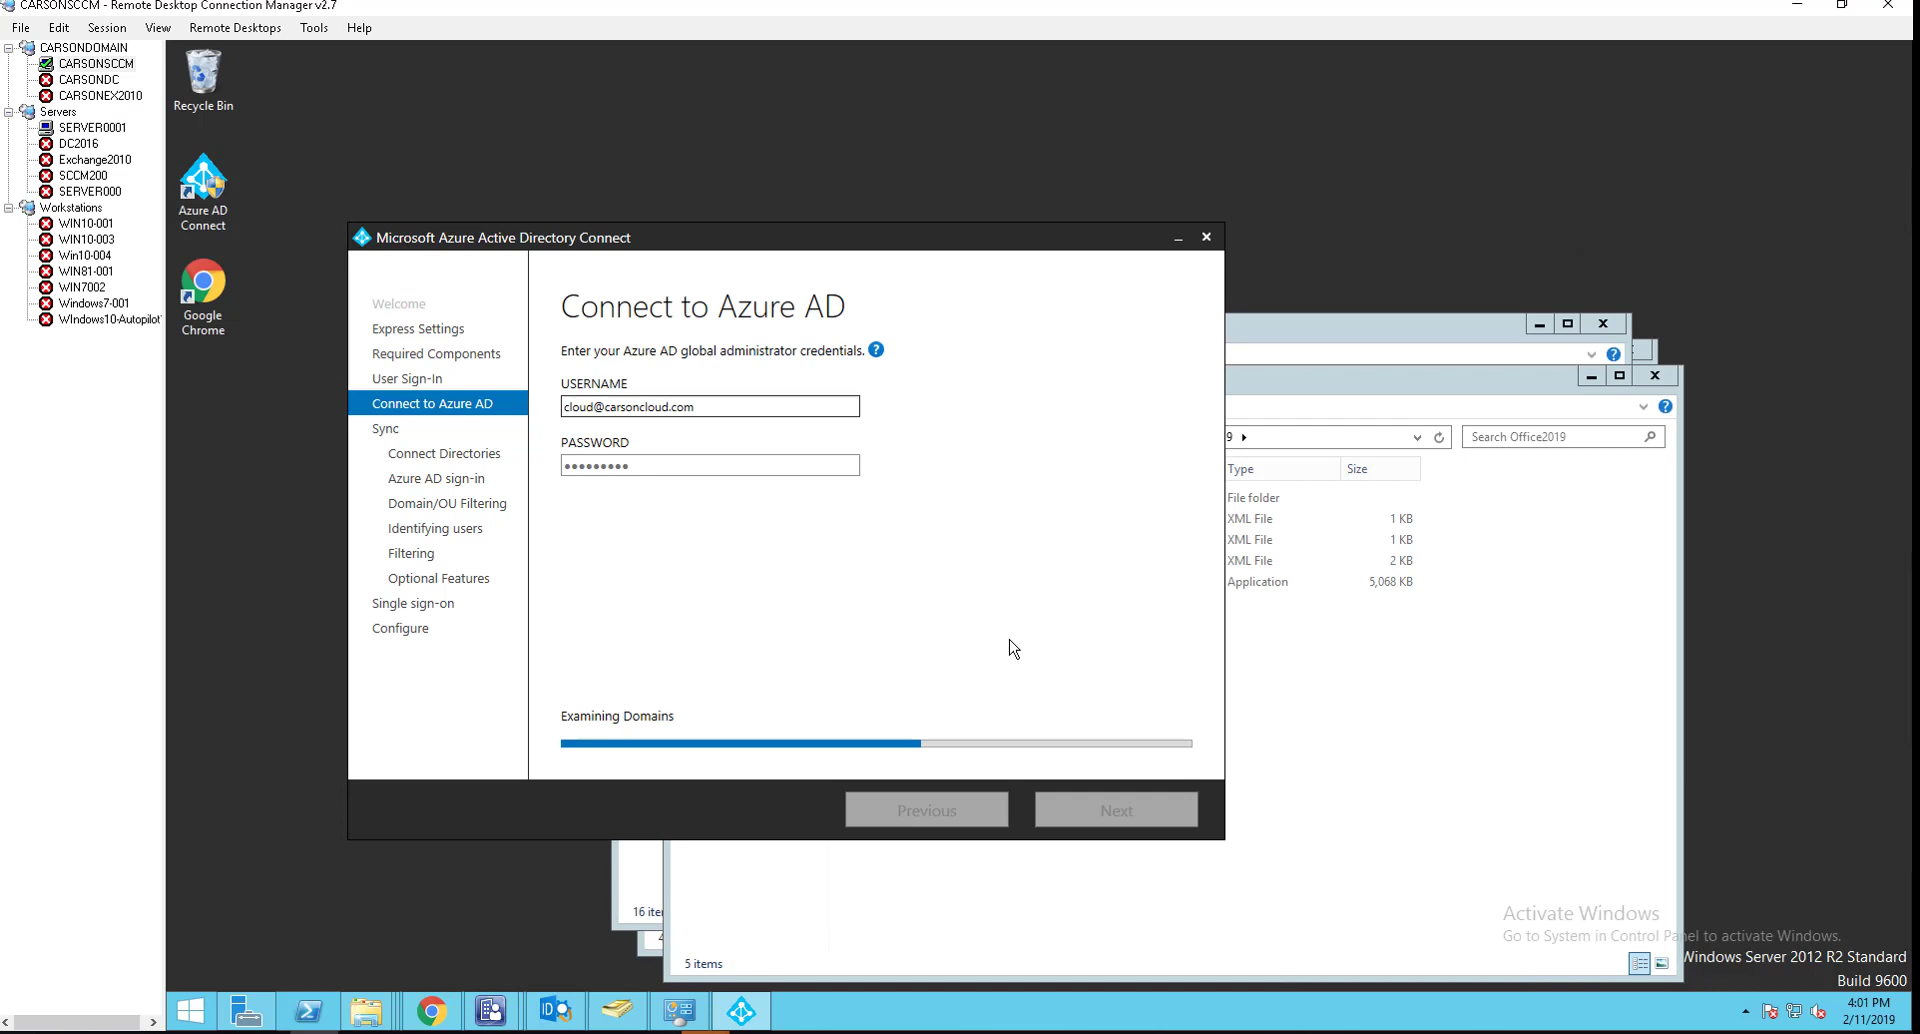 CARSONSCCM - Remote Desktop Connection Manager v2.7
File Edit Session View Remote Desktops Tools Help
CARSONDOMAIN
CARSONSCCM
CARSONDC
CARSONEX2010
Servers
SERVER0001
DC2016
Exchange2010
SCCM200
SERVER000
Workstations
WIN10-001
WIN10-003
Win10-004
WIN81-001
WIN7002
Windows7-001
WIndows10-Autopilot
Recycle Bin
Azure AD
Connect
Google
Chrome
Microsoft Azure Active Directory Connect
Welcome
Express Settings
Required Components
User Sign-In
Connect to Azure AD
Sync
Connect Directories
Azure AD sign-in
Domain/OU Filtering
Identifying users
Filtering
Optional Features
Single sign-on
Configure
Connect to Azure AD
Enter your Azure AD global administrator credentials. ?
USERNAME
cloud@carsoncloud.com
PASSWORD
•••••••••
Examining Domains
Previous Next
9
Search Office2019
Type Size
File folder
XML File 1 KB
XML File 1 KB
XML File 2 KB
Application 5,068 KB
16 ite
4
5 items
Activate Windows
Go to System in Control Panel to activate Windows.
Windows Server 2012 R2 Standard
Build 9600
4:01 PM
2/11/2019